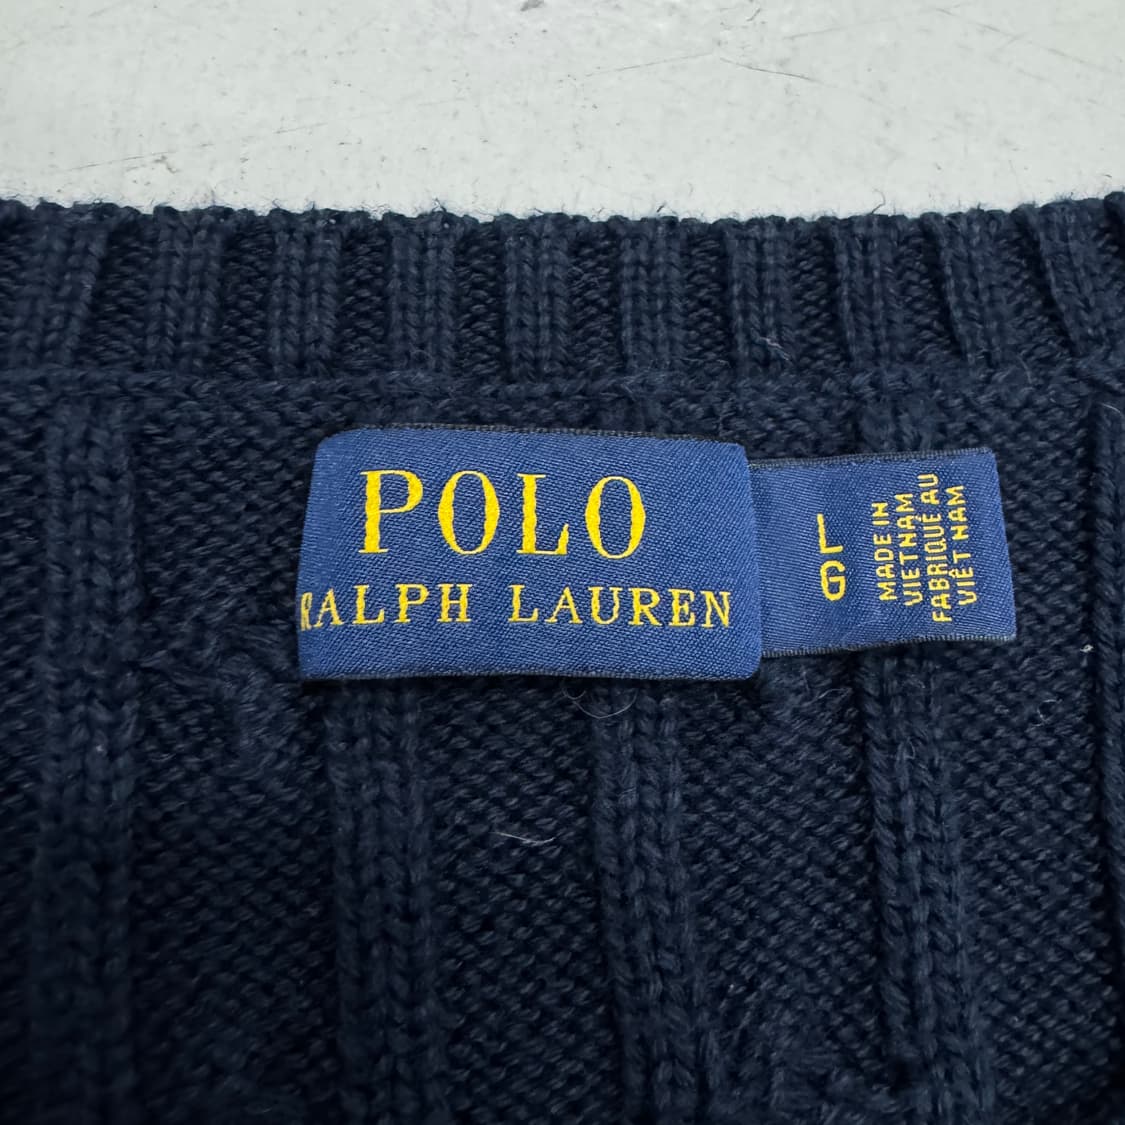 POLO
RALPH LAUREN
L
G
MADE IN
VIETNAM
FABRIQUÉ AU
VIÊT NAM